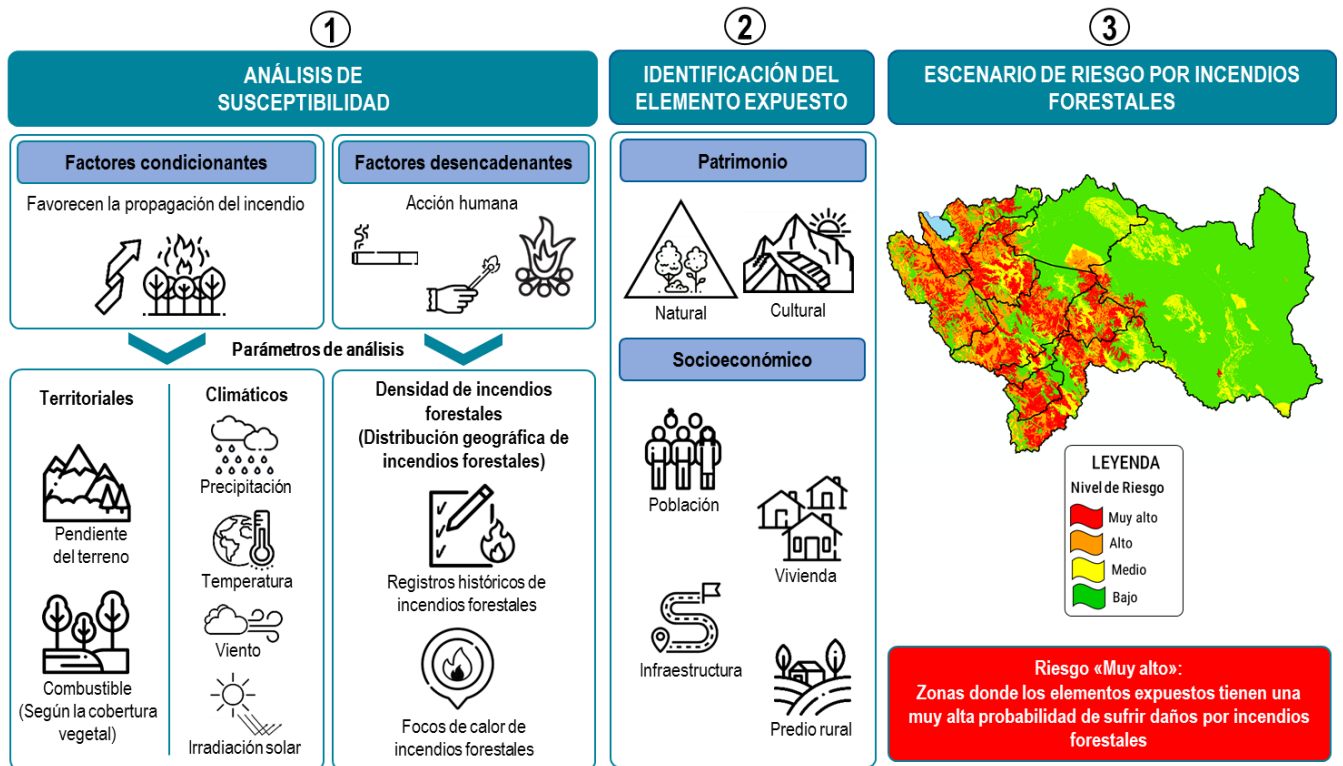 1
ANÁLISIS DE
SUSCEPTIBILIDAD
Factores condicionantes
Favorecen la propagación del incendio
Factores desencadenantes
Acción humana
Parámetros de análisis
Territoriales
Pendiente
del terreno
Combustible
(Según la cobertura
vegetal)
Climáticos
Precipitación
Temperatura
Viento
Irradiación solar
Densidad de incendios
forestales
(Distribución geográfica de
incendios forestales)
Registros históricos de
incendios forestales
Focos de calor de
incendios forestales
2
IDENTIFICACIÓN DEL
ELEMENTO EXPUESTO
Patrimonio
Natural
Cultural
Socioeconómico
Población
Vivienda
Infraestructura
Predio rural
3
ESCENARIO DE RIESGO POR INCENDIOS
FORESTALES
LEYENDA
Nivel de Riesgo
Muy alto
Alto
Medio
Bajo
Riesgo «Muy alto»:
Zonas donde los elementos expuestos tienen una
muy alta probabilidad de sufrir daños por incendios
forestales